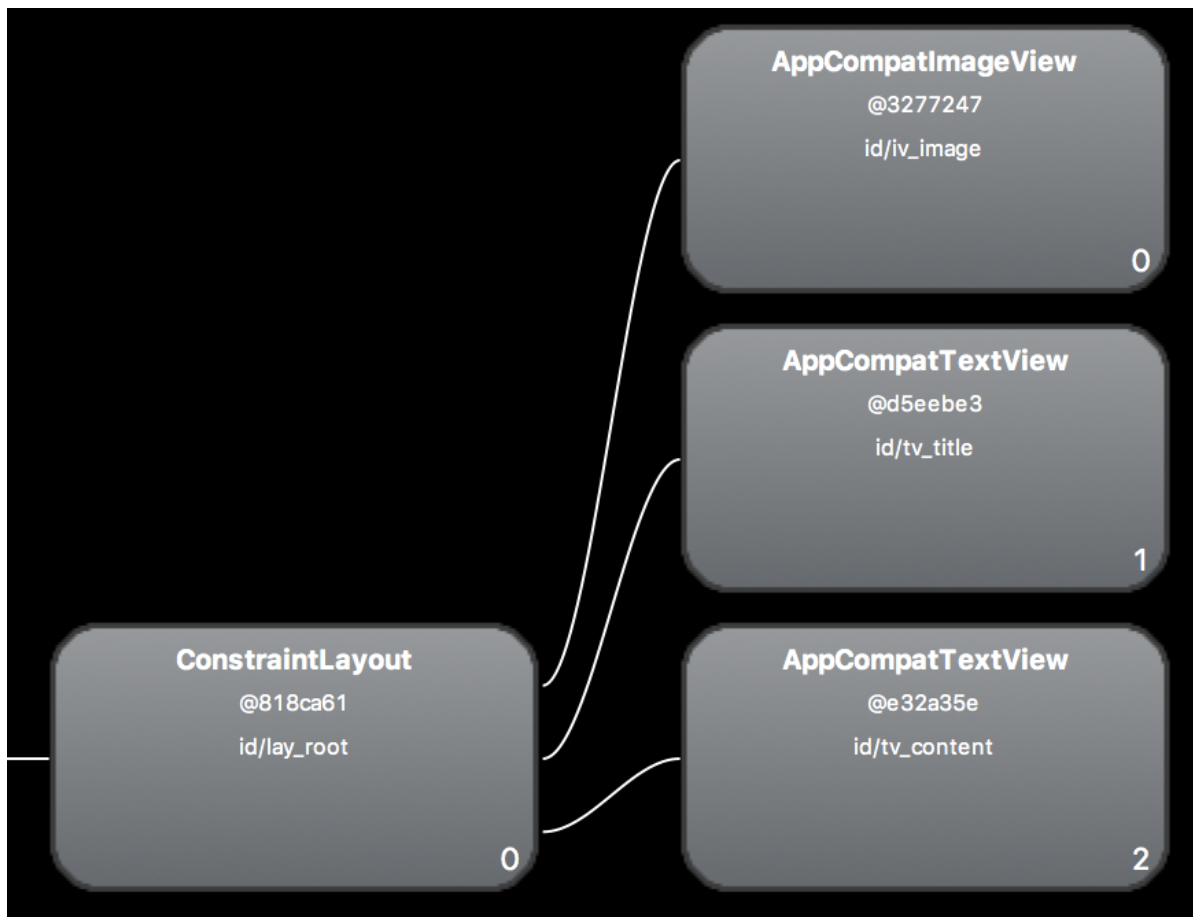 AppCompatImageView
@3277247
id/iv_image
0
AppCompatTextView
@d5eebe3
id/tv_title
1
ConstraintLayout
@818ca61
id/lay_root
0
AppCompatTextView
@e32a35e
id/tv_content
2